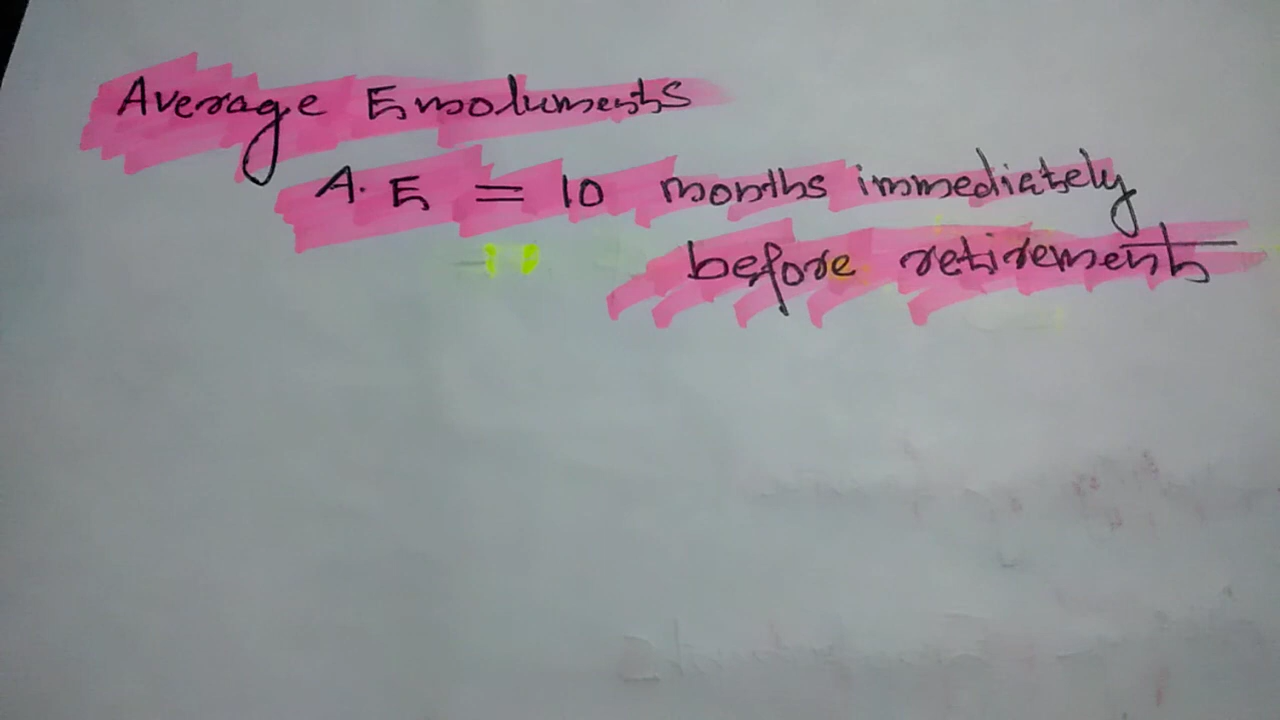 Average Emoluments
A.E = 10 months immediately
before retirement